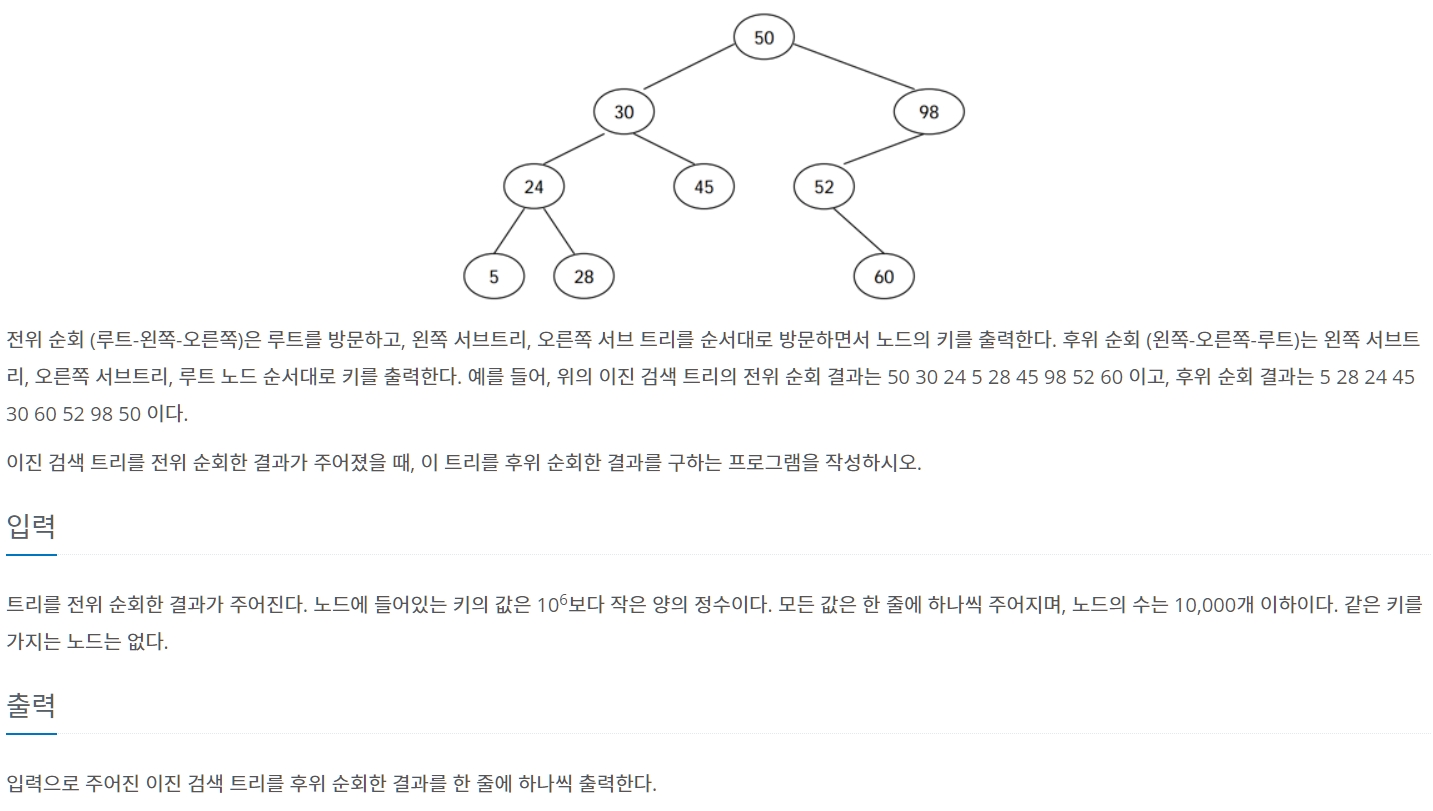 50
30
98
24
45
52
5
28
60
전위 순회 (루트-왼쪽-오른쪽)은 루트를 방문하고, 왼쪽 서브트리, 오른쪽 서브 트리를 순서대로 방문하면서 노드의 키를 출력한다. 후위 순회 (왼쪽-오른쪽-루트)는 왼쪽 서브트
리, 오른쪽 서브트리, 루트 노드 순서대로 키를 출력한다. 예를 들어, 위의 이진 검색 트리의 전위 순회 결과는 50 30 24 5 28 45 98 52 60 이고, 후위 순회 결과는 5 28 24 45
30 60 52 98 50 이다.
이진 검색 트리를 전위 순회한 결과가 주어졌을 때, 이 트리를 후위 순회한 결과를 구하는 프로그램을 작성하시오.
입력
트리를 전위 순회한 결과가 주어진다. 노드에 들어있는 키의 값은 10⁶보다 작은 양의 정수이다. 모든 값은 한 줄에 하나씩 주어지며, 노드의 수는 10,000개 이하이다. 같은 키를
가지는 노드는 없다.
출력
입력으로 주어진 이진 검색 트리를 후위 순회한 결과를 한 줄에 하나씩 출력한다.